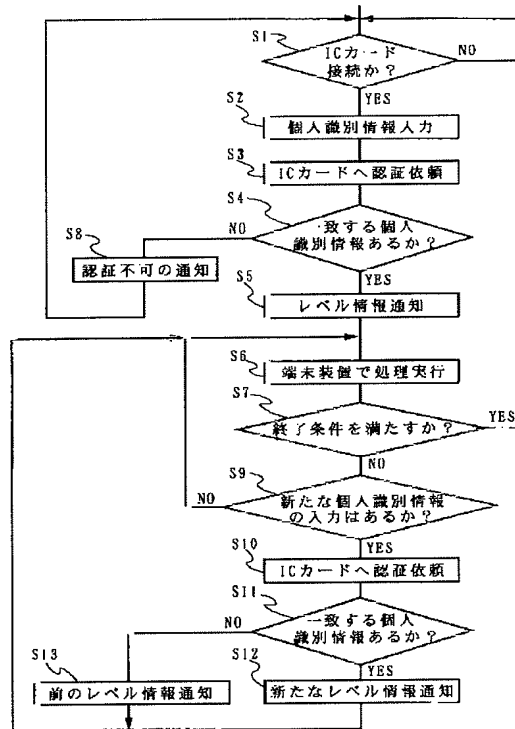 S1
ICカード
接続か？
NO
YES
S2
個人識別情報入力
S3
ICカードへ認証依頼
S4
一致する個人
識別情報あるか？
NO
S8
認証不可の通知
YES
S5
レベル情報通知
S6
端末装置で処理実行
S7
終了条件を満たすか？
YES
NO
S9
新たな個人識別情報
の入力はあるか？
NO
YES
S10
ICカードへ認証依頼
S11
一致する個人
識別情報あるか？
NO
YES
S13
前のレベル情報通知
S12
新たなレベル情報通知